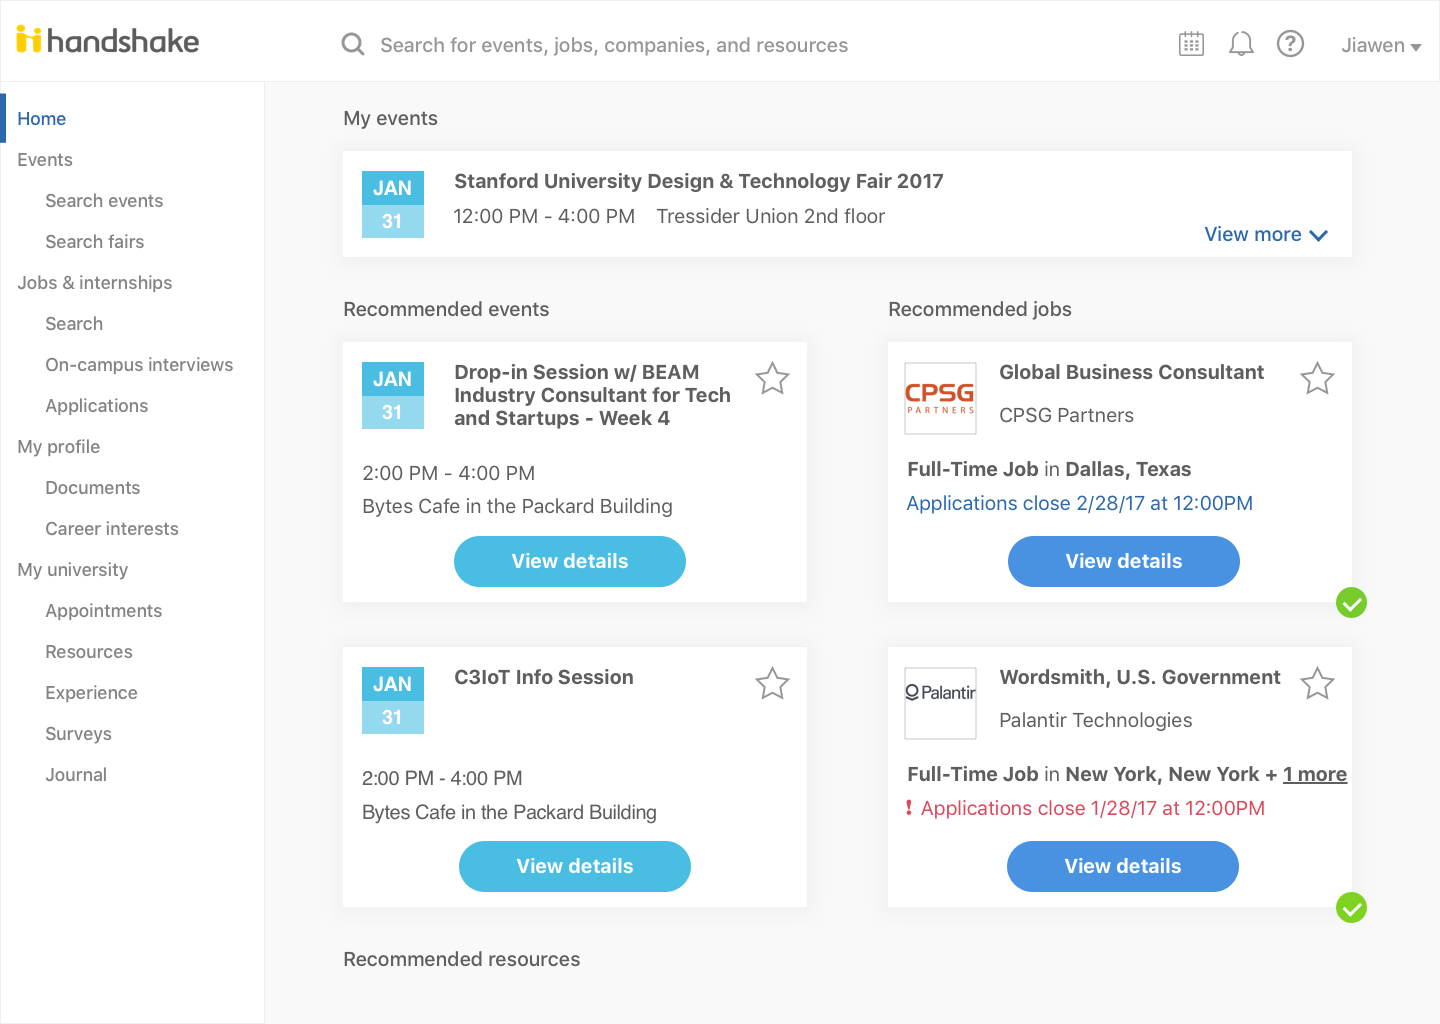 handshake
Search for events, jobs, companies, and resources
Jiawen
Home
Events
Search events
Search fairs
Jobs & internships
Search
On-campus interviews
Applications
My profile
Documents
Career interests
My university
Appointments
Resources
Experience
Surveys
Journal
My events
JAN
31
Stanford University Design & Technology Fair 2017
12:00 PM - 4:00 PM Tressider Union 2nd floor
View more
Recommended events
JAN
31
Drop-in Session w/ BEAM
Industry Consultant for Tech
and Startups - Week 4
2:00 PM - 4:00 PM
Bytes Cafe in the Packard Building
View details
JAN
31
C3IoT Info Session
2:00 PM - 4:00 PM
Bytes Cafe in the Packard Building
View details
Recommended jobs
CPSG
PARTNERS
Global Business Consultant
CPSG Partners
Full-Time Job in Dallas, Texas
Applications close 2/28/17 at 12:00PM
View details
Palantir
Wordsmith, U.S. Government
Palantir Technologies
Full-Time Job in New York, New York + 1 more
! Applications close 1/28/17 at 12:00PM
View details
Recommended resources